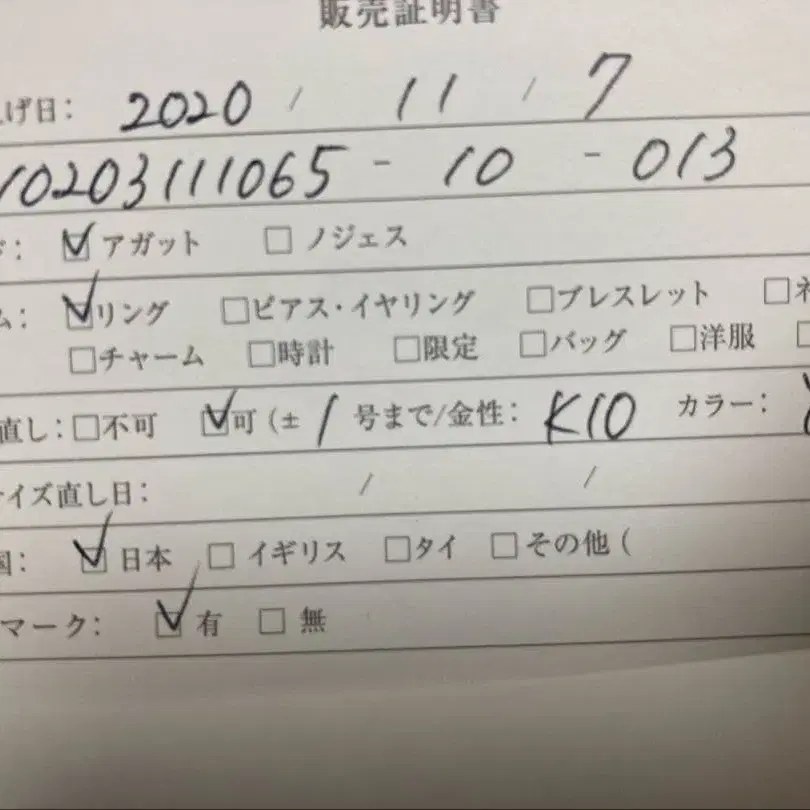 販売証明書
げ日: 2020 / 11 / 7
10203111065 - 10 - 013
: ☑アガット □ノジェス
ム: ☑リング □ピアス・イヤリング □ブレスレット □ネ
□チャーム □時計 □限定 □バッグ □洋服 □
直し: □不可 ☑可 (± 1 号まで/金性: K10 カラー:
イズ直し日: / /
国: ☑日本 □イギリス □タイ □その他 (
マーク: ☑有 □無